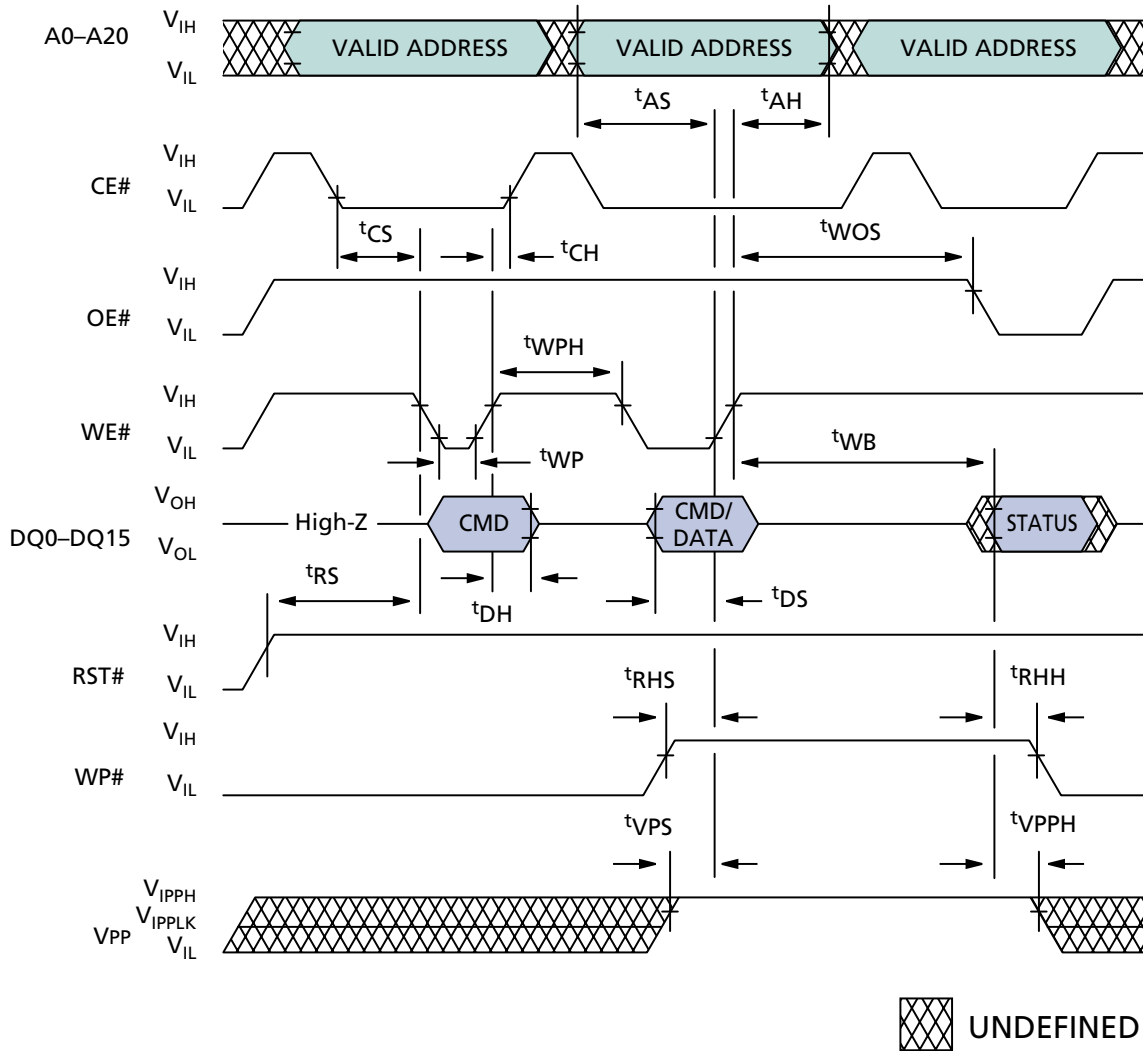 A0–A20
VIH
VIL
VALID ADDRESS
VALID ADDRESS
VALID ADDRESS
tAS
tAH
CE#
VIH
VIL
tCS
tCH
tWOS
OE#
VIH
VIL
tWPH
WE#
VIH
VIL
tWP
tWB
DQ0–DQ15
VOH
VOL
High-Z
CMD
CMD/
DATA
STATUS
tRS
tDH
tDS
RST#
VIH
VIL
tRHS
tRHH
WP#
VIH
VIL
tVPS
tVPPH
VPP
VIPPH
VIPPLK
VIL
UNDEFINED